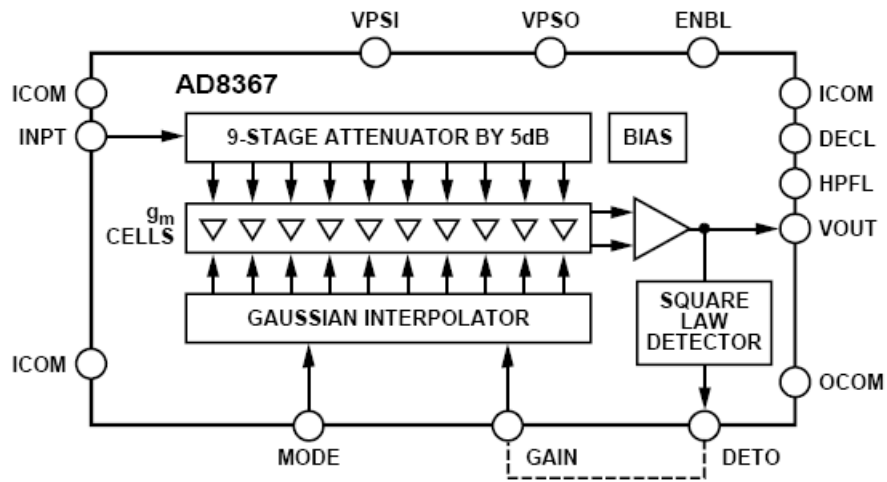 VPSI
VPSO
ENBL
ICOM
AD8367
ICOM
INPT
9-STAGE ATTENUATOR BY 5dB
BIAS
DECL
HPFL
gm
CELLS
VOUT
GAUSSIAN INTERPOLATOR
SQUARE
LAW
DETECTOR
ICOM
OCOM
MODE
GAIN
DETO